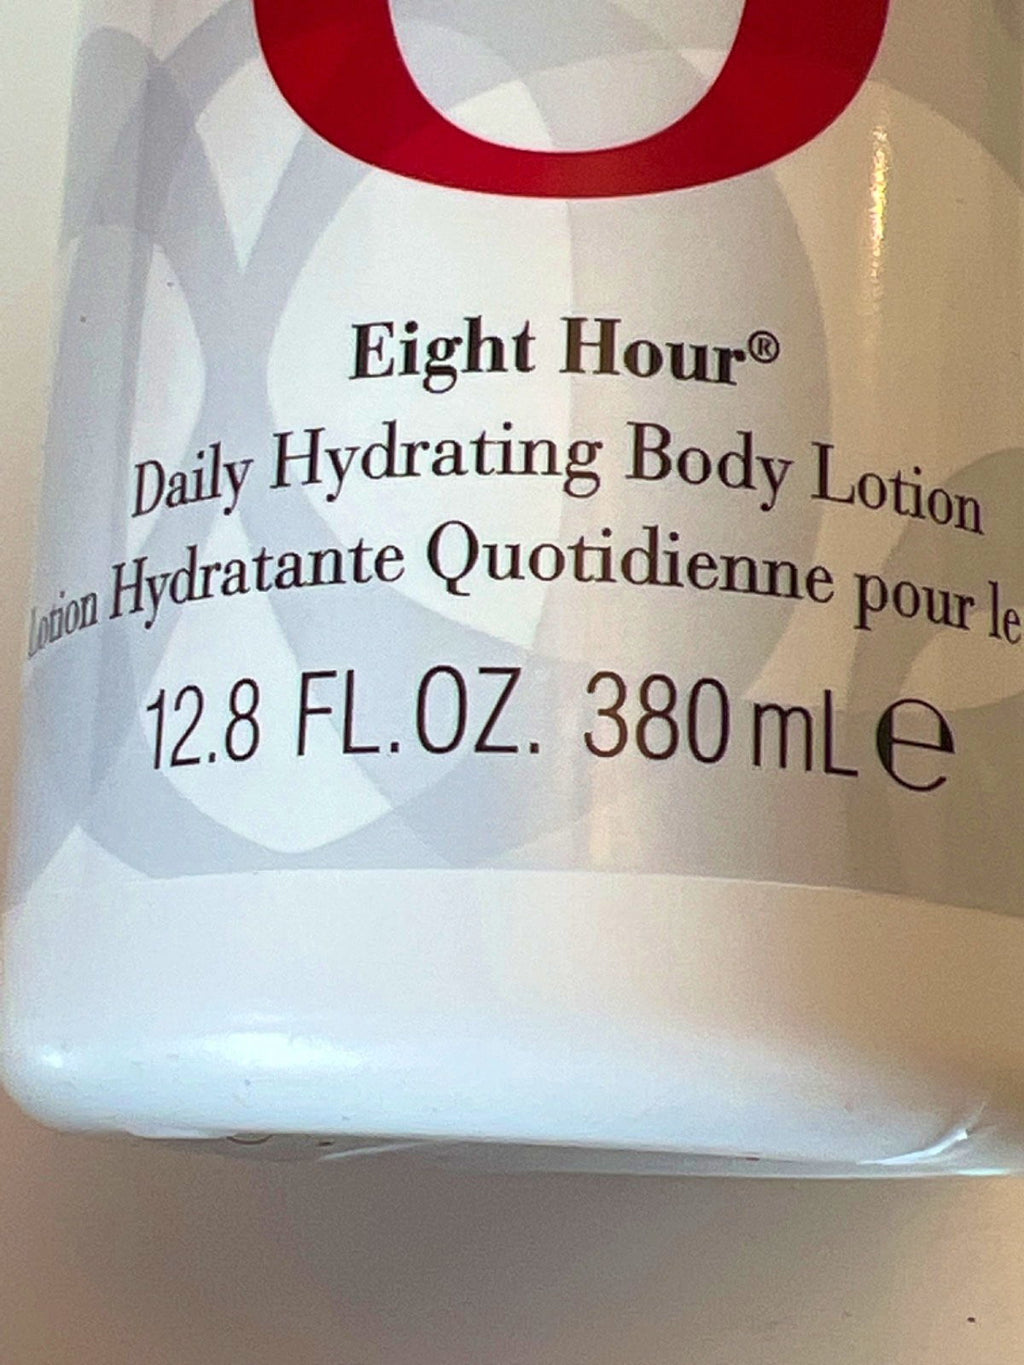 Eight Hour®
Daily Hydrating Body Lotion
Lotion Hydratante Quotidienne pour le
12.8 FL.OZ. 380 mL ℮